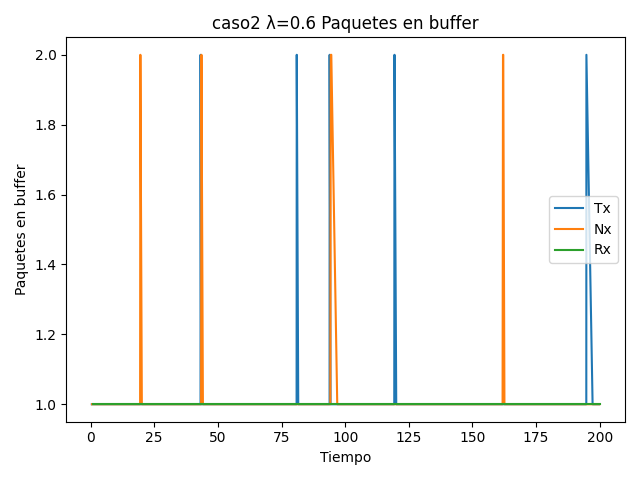 caso2 λ=0.6 Paquetes en buffer
2.0
1.8
1.6
1.4
1.2
1.0
Paquetes en buffer
Tx
Nx
Rx
0
25
50
75
100
125
150
175
200
Tiempo